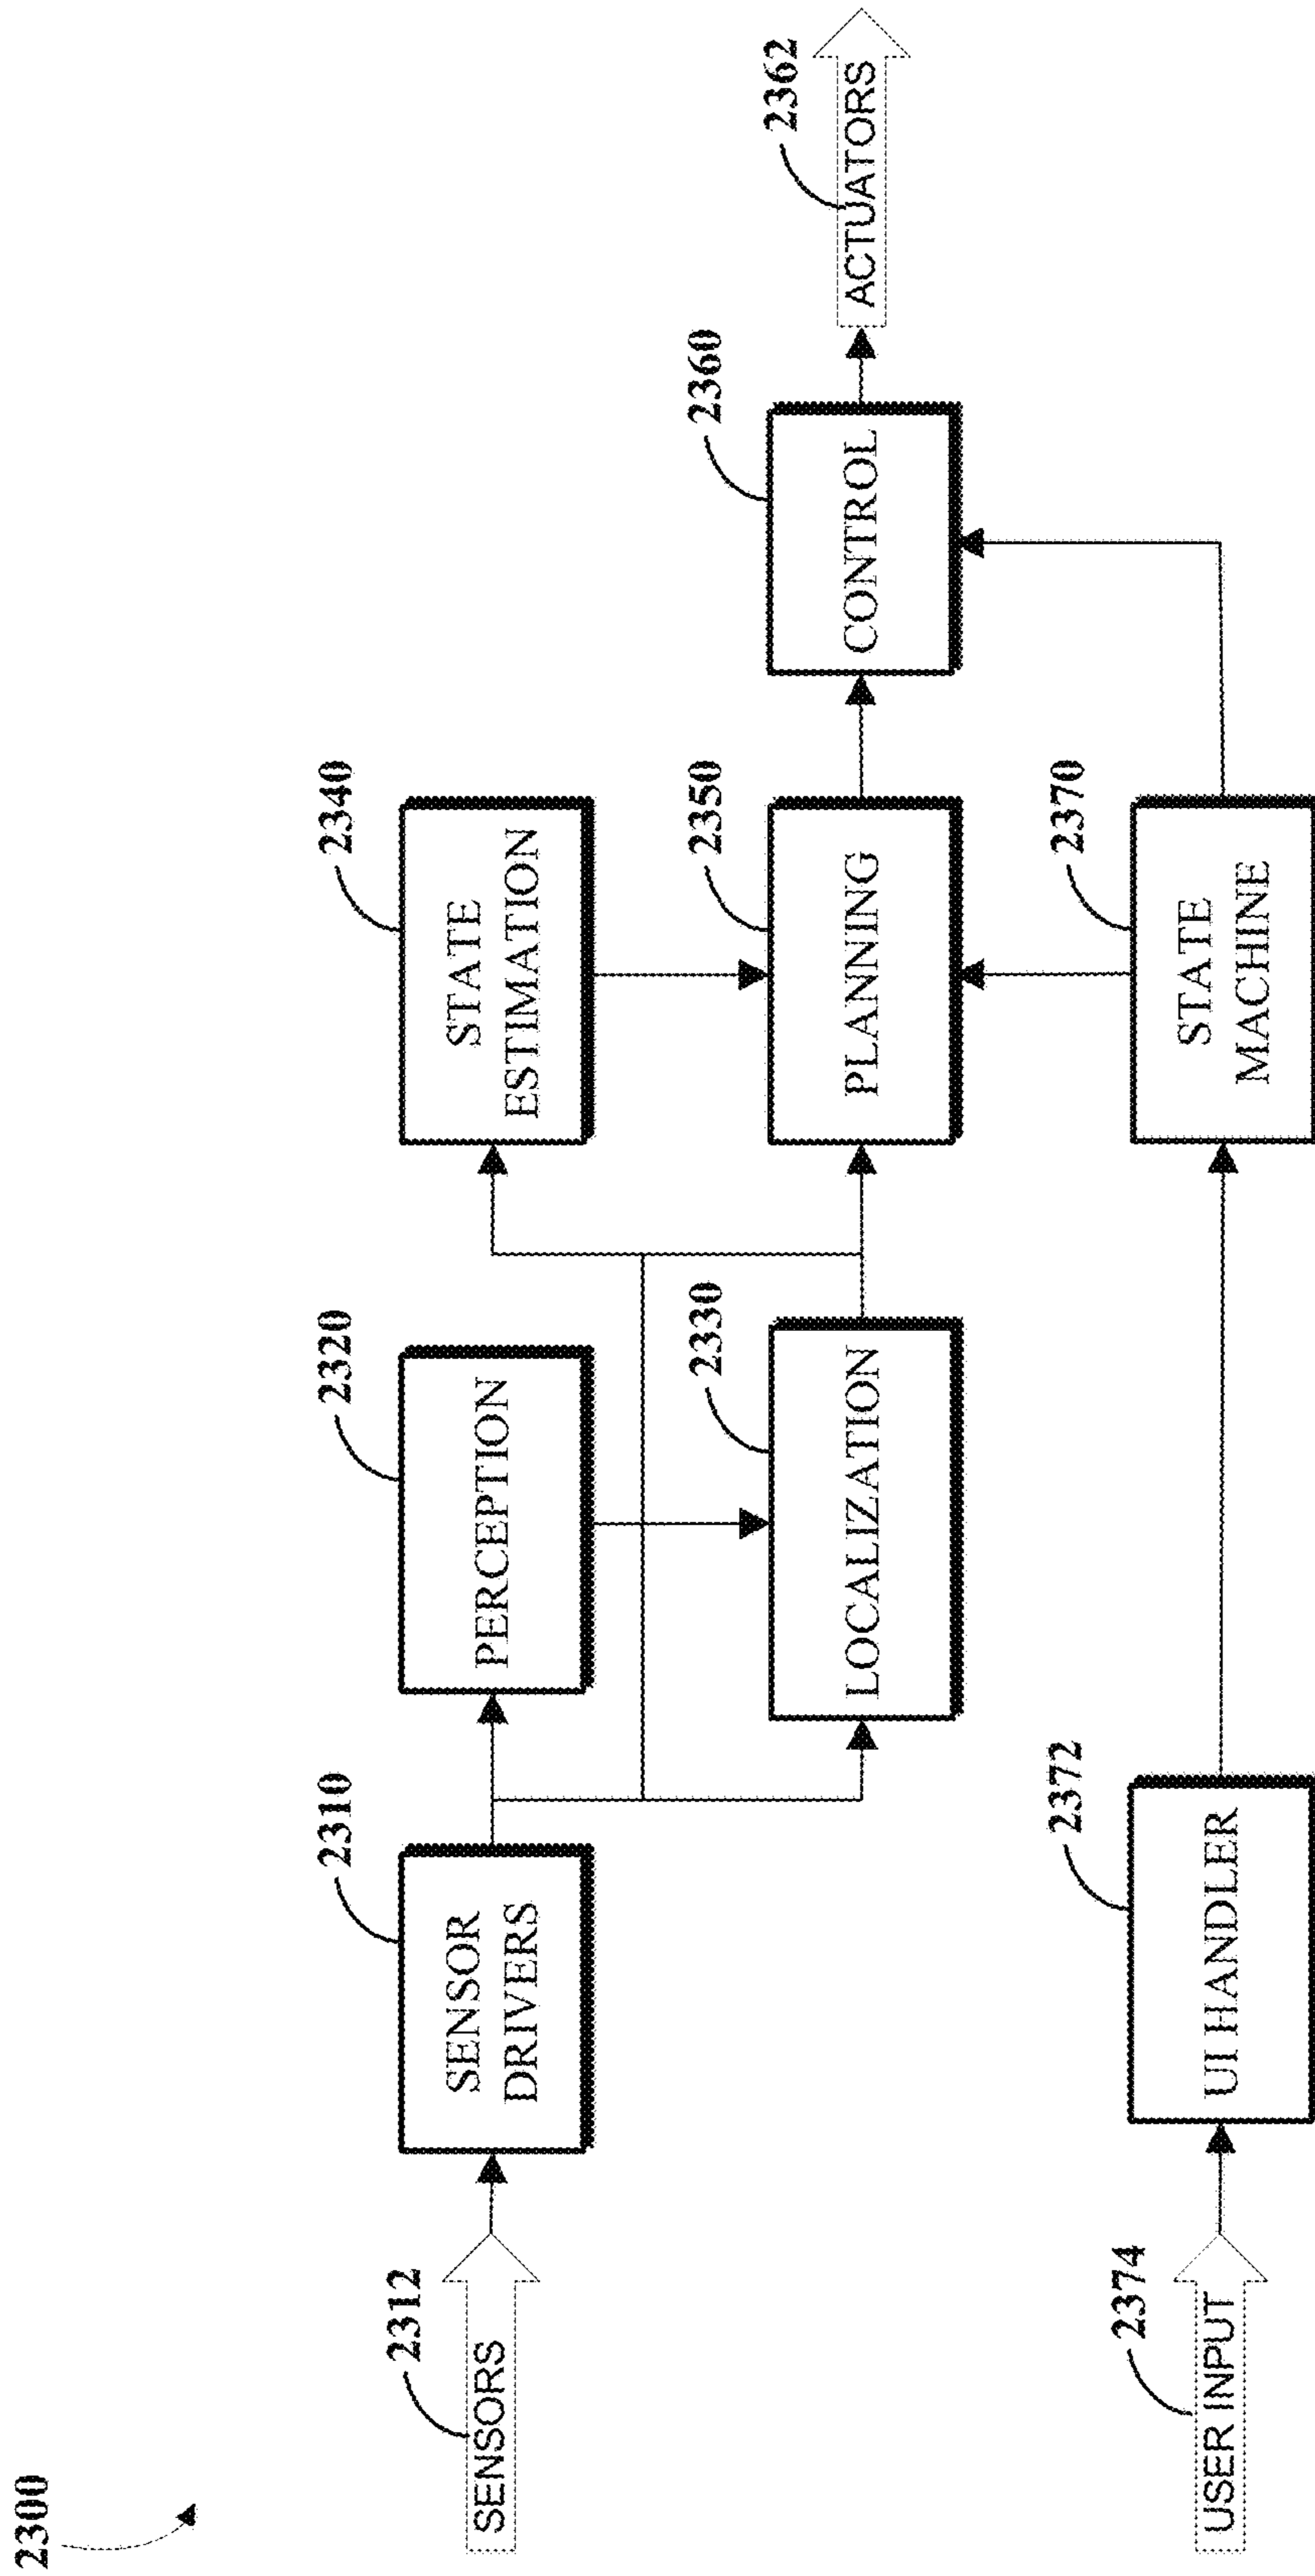 2300
2340
STATE
ESTIMATION
2320
PERCEPTION
2310
SENSOR
DRIVERS
2312
SENSORS
2362
ACTUATORS
2360
CONTROL
2350
PLANNING
2330
LOCALIZATION
2370
STATE
MACHINE
2372
UI HANDLER
2374
USER INPUT